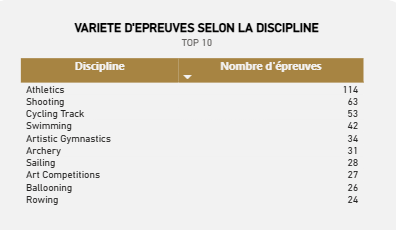 VARIETE D'EPREUVES SELON LA DISCIPLINE
TOP 10
Discipline Nombre d'épreuves
Athletics 114
Shooting 63
Cycling Track 53
Swimming 42
Artistic Gymnastics 34
Archery 31
Sailing 28
Art Competitions 27
Ballooning 26
Rowing 24